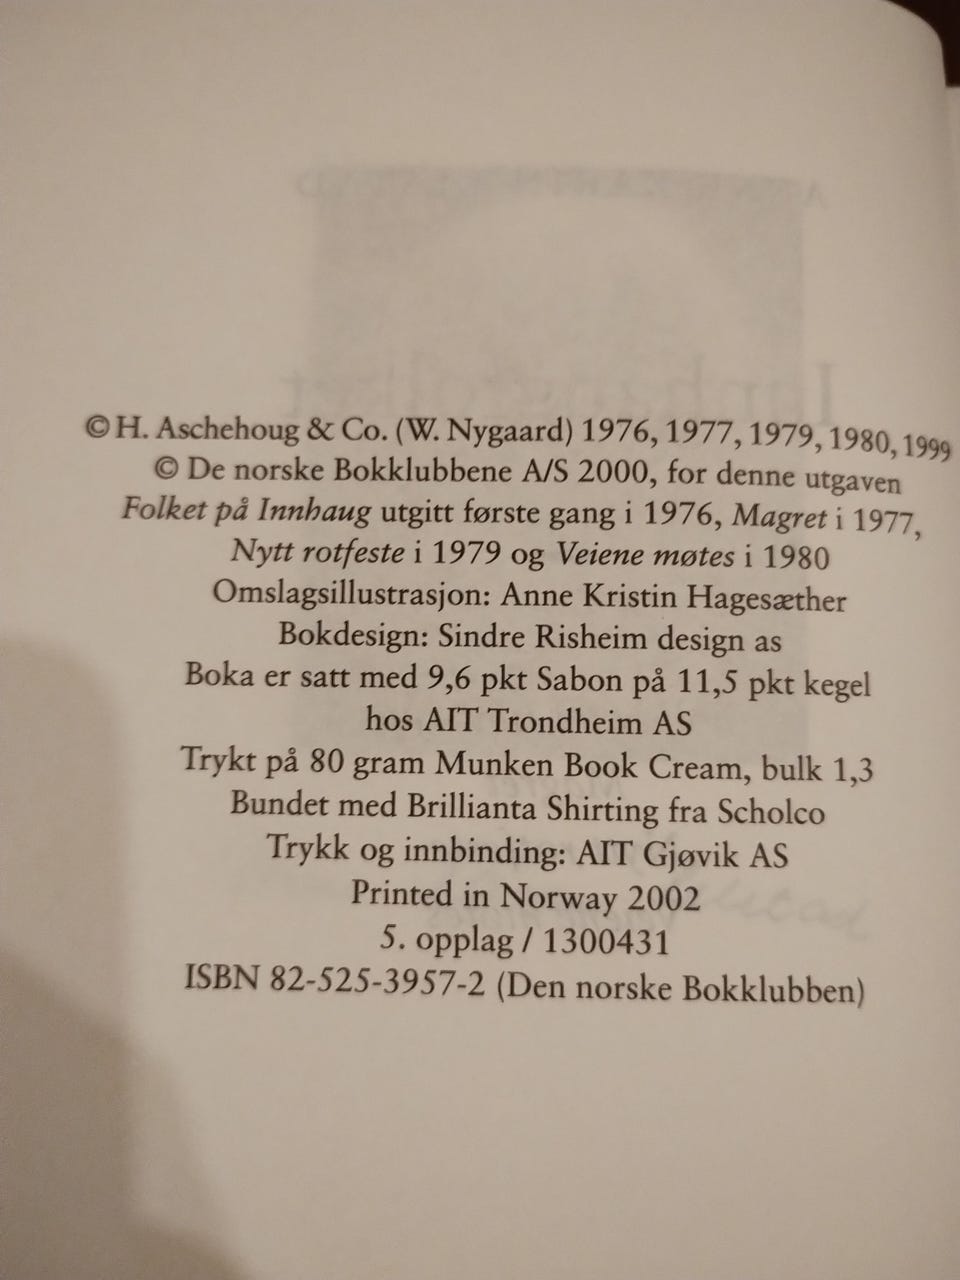 © H. Aschehoug & Co. (W. Nygaard) 1976, 1977, 1979, 1980, 1999
© De norske Bokklubbene A/S 2000, for denne utgaven
Folket på Innhaug utgitt første gang i 1976, Magret i 1977,
Nytt rotfeste i 1979 og Veiene møtes i 1980
Omslagsillustrasjon: Anne Kristin Hagesæther
Bokdesign: Sindre Risheim design as
Boka er satt med 9,6 pkt Sabon på 11,5 pkt kegel
hos AIT Trondheim AS
Trykt på 80 gram Munken Book Cream, bulk 1,3
Bundet med Brillianta Shirting fra Scholco
Trykk og innbinding: AIT Gjøvik AS
Printed in Norway 2002
5. opplag / 1300431
ISBN 82-525-3957-2 (Den norske Bokklubben)